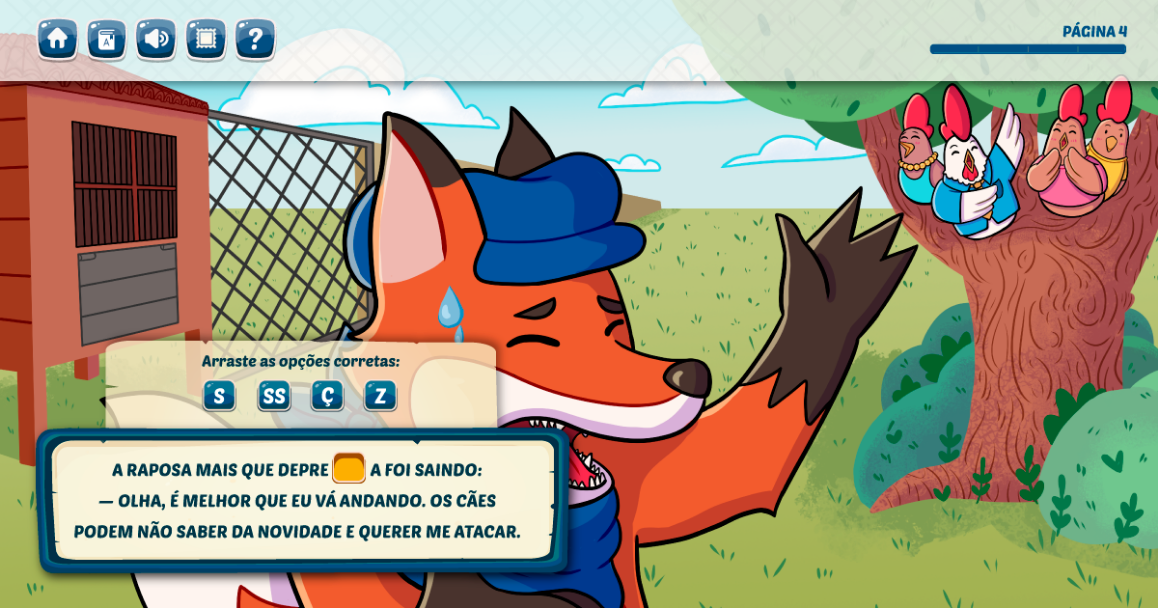 PÁGINA 4
Arraste as opções corretas:
S SS Ç Z
A RAPOSA MAIS QUE DEPRE A FOI SAINDO:
— OLHA, É MELHOR QUE EU VÁ ANDANDO. OS CÃES
PODEM NÃO SABER DA NOVIDADE E QUERER ME ATACAR.